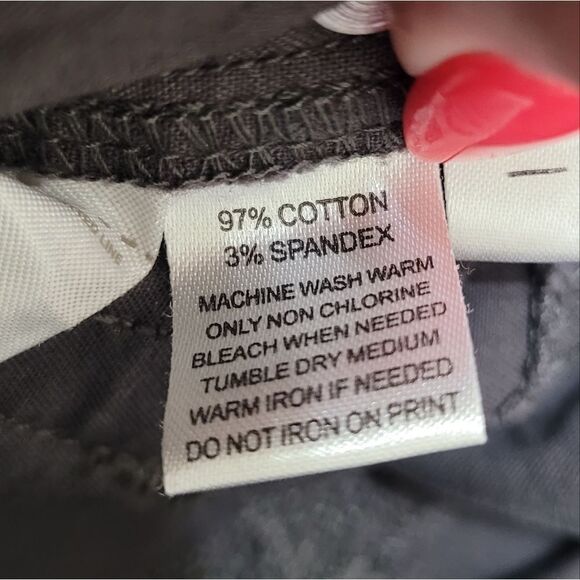 97% COTTON
3% SPANDEX
MACHINE WASH WARM
ONLY NON CHLORINE
BLEACH WHEN NEEDED
TUMBLE DRY MEDIUM
WARM IRON IF NEEDED
DO NOT IRON ON PRINT